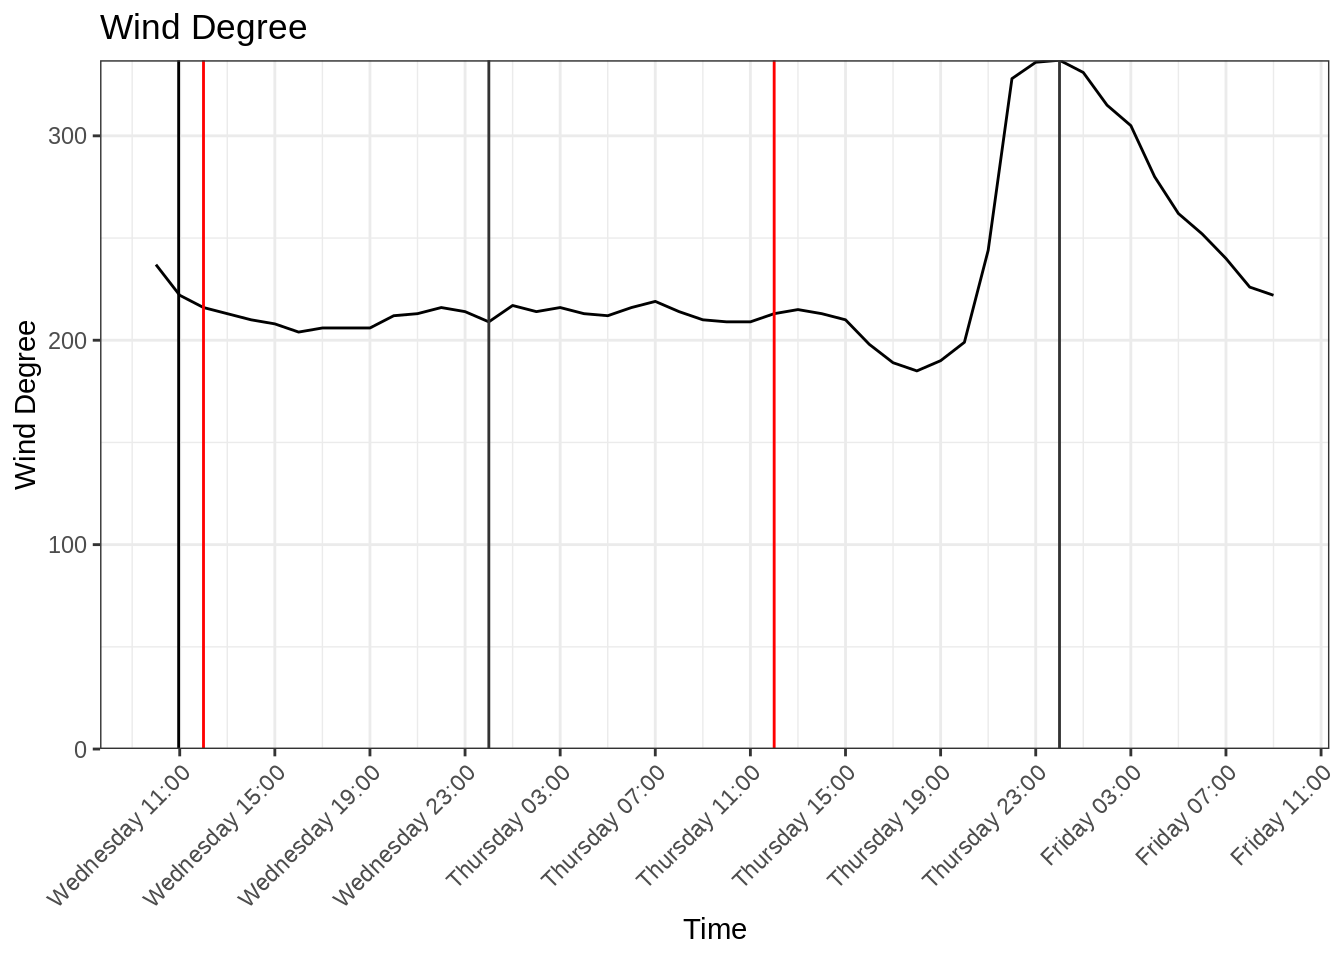 Wind Degree
Wind Degree
300
200
100
0
Wednesday 11:00
Wednesday 15:00
Wednesday 19:00
Wednesday 23:00
Thursday 03:00
Thursday 07:00
Thursday 11:00
Thursday 15:00
Thursday 19:00
Thursday 23:00
Friday 03:00
Friday 07:00
Friday 11:00
Time